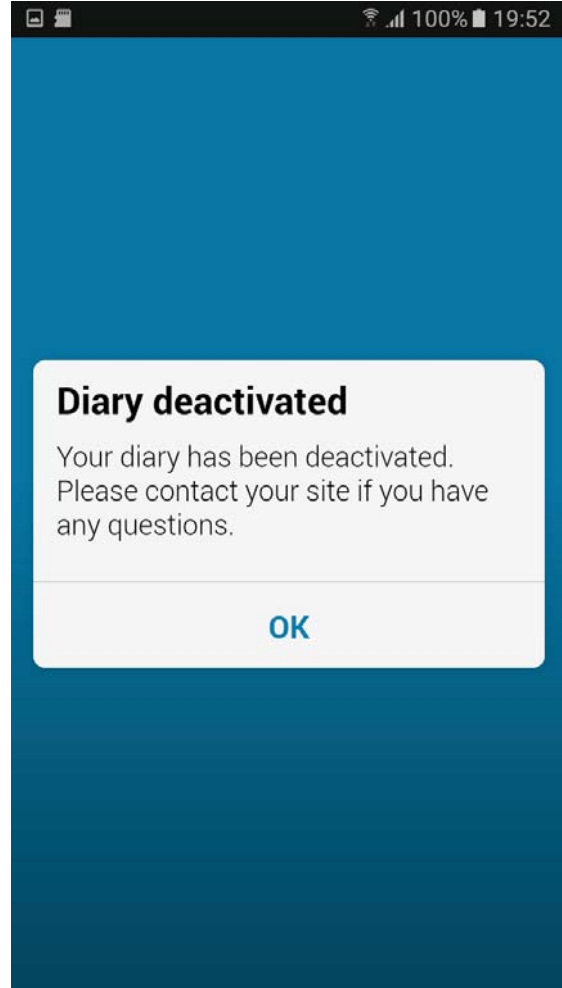 100% 19:52
Diary deactivated
Your diary has been deactivated.
Please contact your site if you have
any questions.
OK